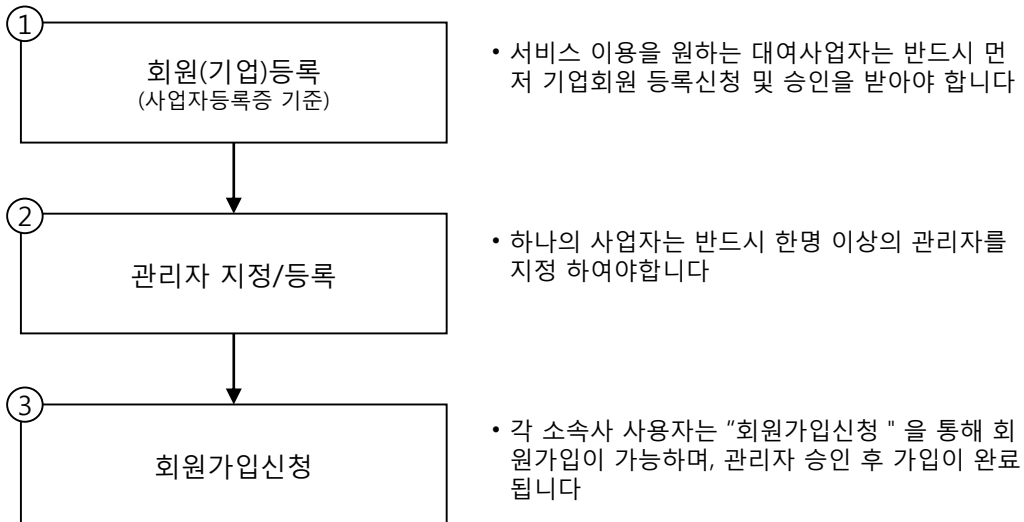 1
회원(기업)등록
(사업자등록증 기준)
• 서비스 이용을 원하는 대여사업자는 반드시 먼
저 기업회원 등록신청 및 승인을 받아야 합니다
2
관리자 지정/등록
• 하나의 사업자는 반드시 한명 이상의 관리자를
지정 하여야합니다
3
회원가입신청
• 각 소속사 사용자는 "회원가입신청 " 을 통해 회
원가입이 가능하며, 관리자 승인 후 가입이 완료
됩니다